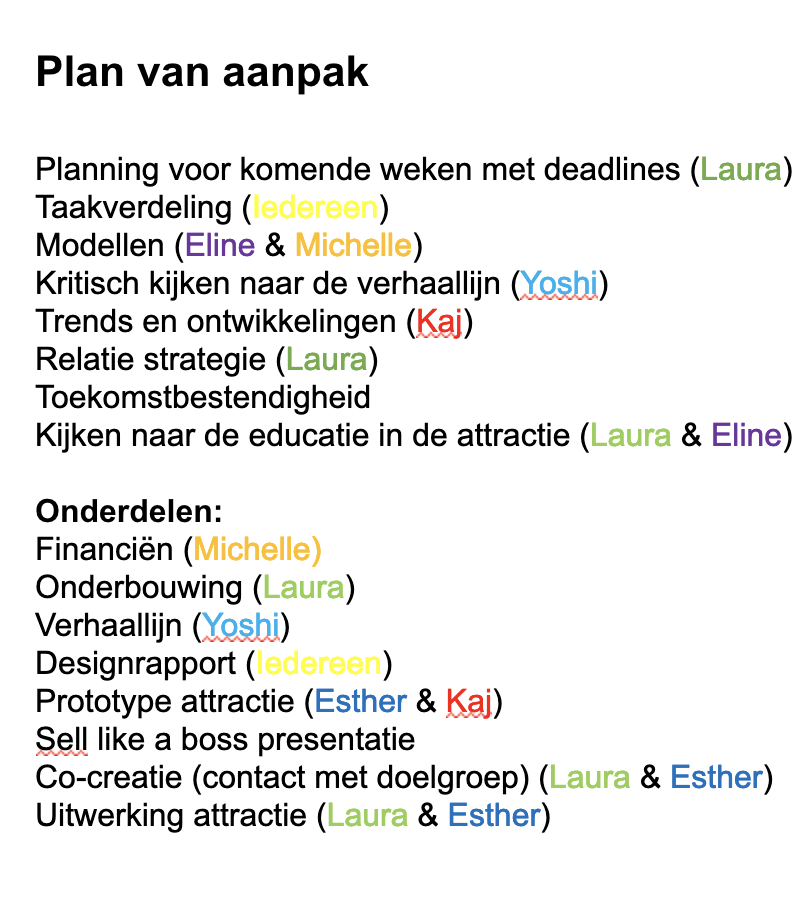 Plan van aanpak
Planning voor komende weken met deadlines (Laura)
Taakverdeling (Iedereen)
Modellen (Eline & Michelle)
Kritisch kijken naar de verhaallijn (Yoshi)
Trends en ontwikkelingen (Kaj)
Relatie strategie (Laura)
Toekomstbestendigheid
Kijken naar de educatie in de attractie (Laura & Eline)
Onderdelen:
Financiën (Michelle)
Onderbouwing (Laura)
Verhaallijn (Yoshi)
Designrapport (Iedereen)
Prototype attractie (Esther & Kaj)
Sell like a boss presentatie
Co-creatie (contact met doelgroep) (Laura & Esther)
Uitwerking attractie (Laura & Esther)